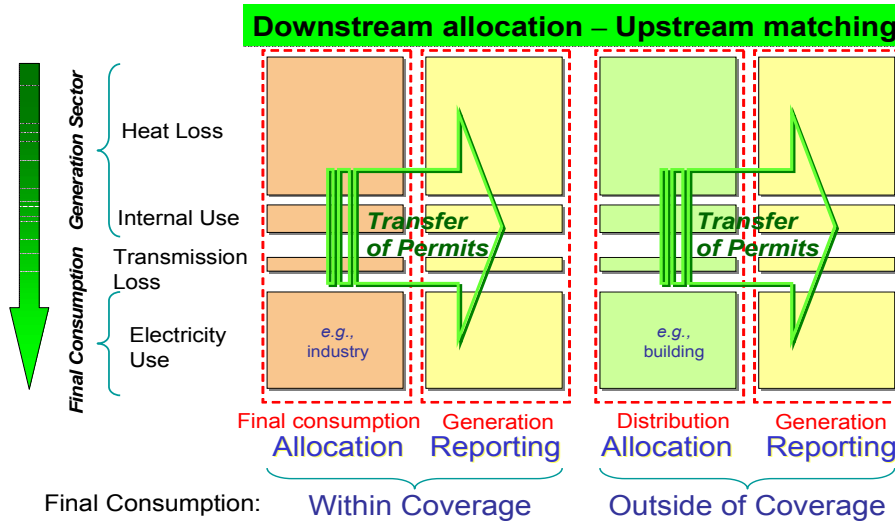 Downstream allocation – Upstream matching
Generation Sector
Final Consumption
Heat Loss
Internal Use
Transmission
Loss
Electricity
Use
Transfer
of Permits
Transfer
of Permits
e.g.,
industry
e.g.,
building
Final consumption
Allocation
Generation
Reporting
Distribution
Allocation
Generation
Reporting
Final Consumption:
Within Coverage
Outside of Coverage